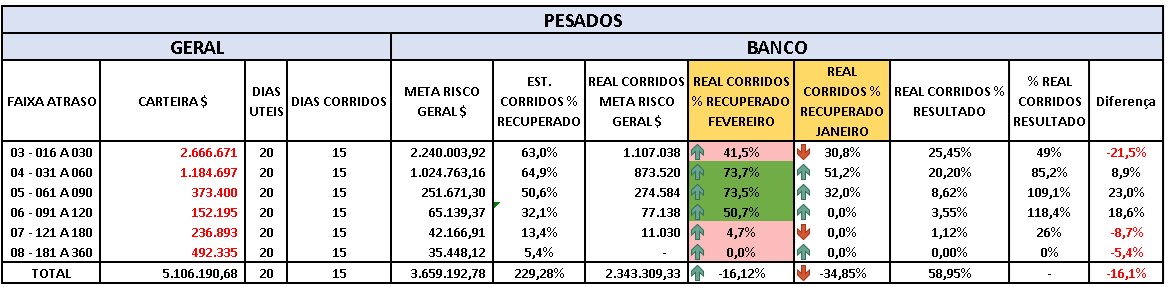 PESADOS
GERAL BANCO
FAIXA ATRASO CARTEIRA $ DIAS UTEIS DIAS CORRIDOS META RISCO GERAL $ EST. CORRIDOS % RECUPERADO REAL CORRIDOS META RISCO GERAL $ REAL CORRIDOS % RECUPERADO FEVEREIRO REAL CORRIDOS % RECUPERADO JANEIRO REAL CORRIDOS % RESULTADO % REAL CORRIDOS RESULTADO Diferença
03 - 016 A 030 2.666.671 20 15 2.240.003,92 63,0% 1.107.038 41,5% 30,8% 25,45% 49% -21,5%
04 - 031 A 060 1.184.697 20 15 1.024.763,16 64,9% 873.520 73,7% 51,2% 20,20% 85,2% 8,9%
05 - 061 A 090 373.400 20 15 251.671,30 50,6% 274.584 73,5% 32,0% 8,62% 109,1% 23,0%
06 - 091 A 120 152.195 20 15 65.139,37 32,1% 77.138 50,7% 0,0% 3,55% 118,4% 18,6%
07 - 121 A 180 236.893 20 15 42.166,91 13,4% 11.030 4,7% 0,0% 1,12% 26% -8,7%
08 - 181 A 360 492.335 20 15 35.448,12 5,4% - 0,0% 0,0% 0,00% 0% -5,4%
TOTAL 5.106.190,68 20 15 3.659.192,78 229,28% 2.343.309,33 -16,12% -34,85% 58,95% - -16,1%